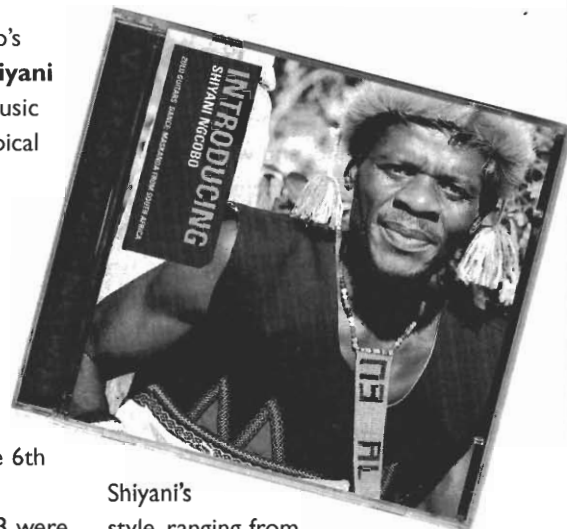 o's
iyani
usic
pical
e 6th
B were
Shiyani's
style, ranging from
INTRODUCING
SHIYANI NGCOBO
ZULU GUITARS DANCE: MASKANDA FROM SOUTH AFRICA